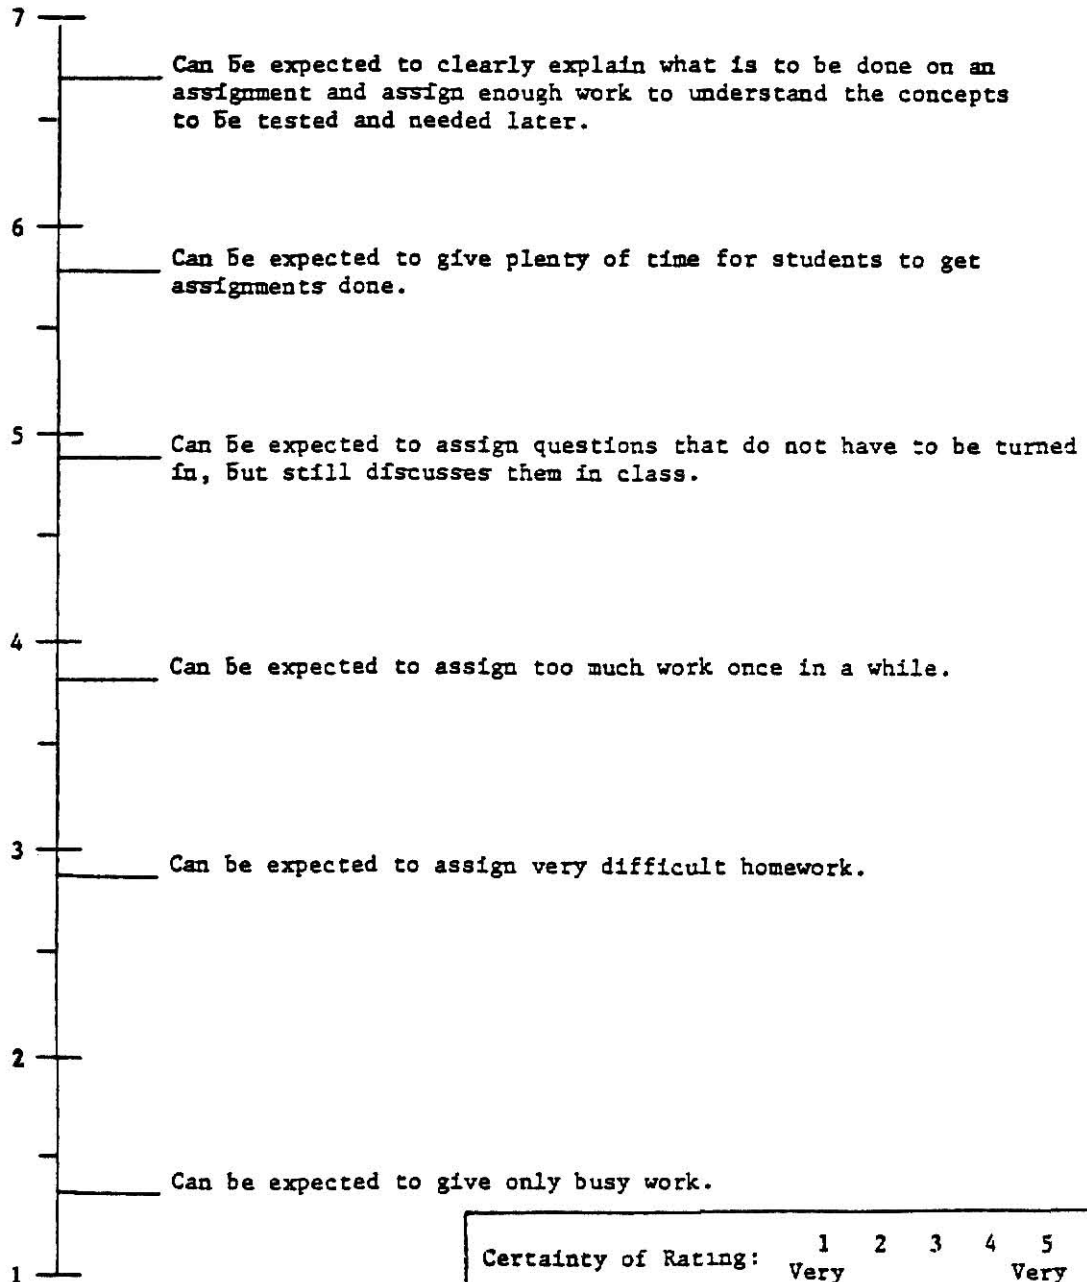 7
Can be expected to clearly explain what is to be done on an
assignment and assign enough work to understand the concepts
to be tested and needed later.
6
Can be expected to give plenty of time for students to get
assignments done.
5
Can be expected to assign questions that do not have to be turned
in, but still discusses them in class.
4
Can be expected to assign too much work once in a while.
3
Can be expected to assign very difficult homework.
2
Can be expected to give only busy work.
Certainty of Rating: 1 2 3 4 5
Very Very
1